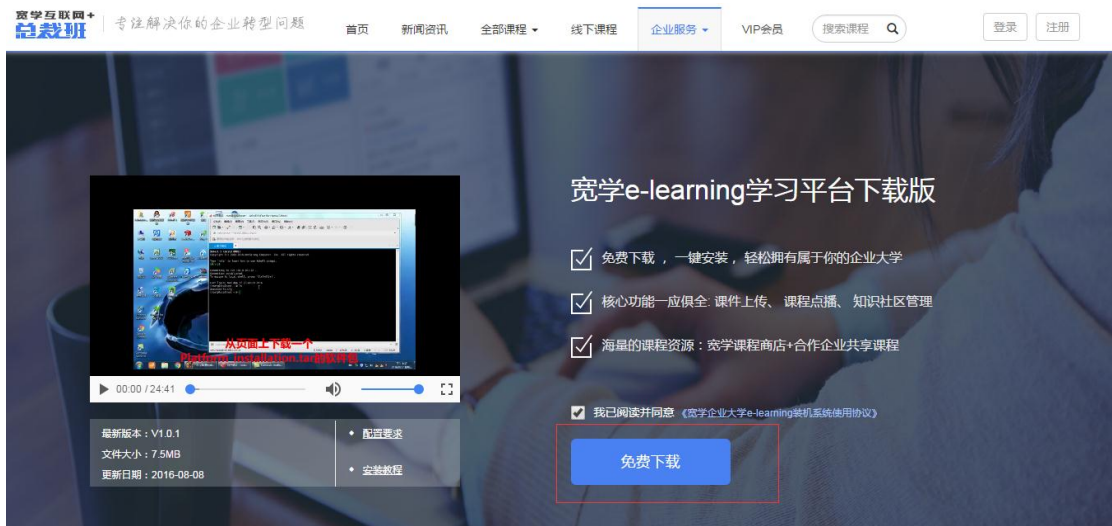 宽学互联网+
总裁班
专注解决你的企业转型问题
首页
新闻资讯
全部课程
线下课程
企业服务
VIP会员
搜索课程
登录
注册
宽学e-learning学习平台下载版
免费下载 ，一键安装 ，轻松拥有属于你的企业大学
核心功能一应俱全: 课件上传、 课程点播、 知识社区管理
海量的课程资源：宽学课程商店+合作企业共享课程
从页面上下载一个
Platform_installation.tar的软件包
00:00 / 24:41
我已阅读并同意 《宽学企业大学e-learning装机系统使用协议》
最新版本：V1.0.1
文件大小：7.5MB
更新日期：2016-08-08
配置要求
安装教程
免费下载